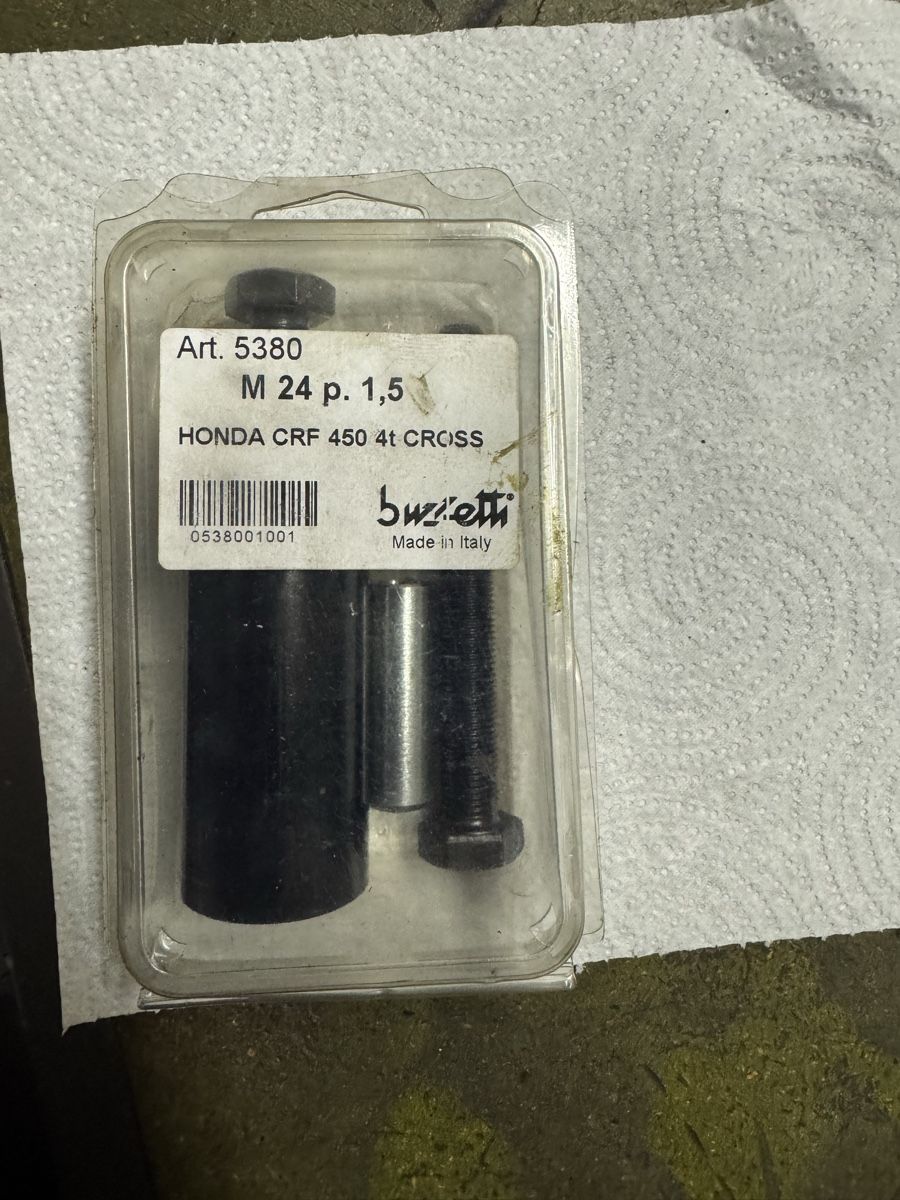 Art. 5380
M 24 p. 1,5
HONDA CRF 450 4t CROSS
buzzetti®
0538001001
Made in Italy